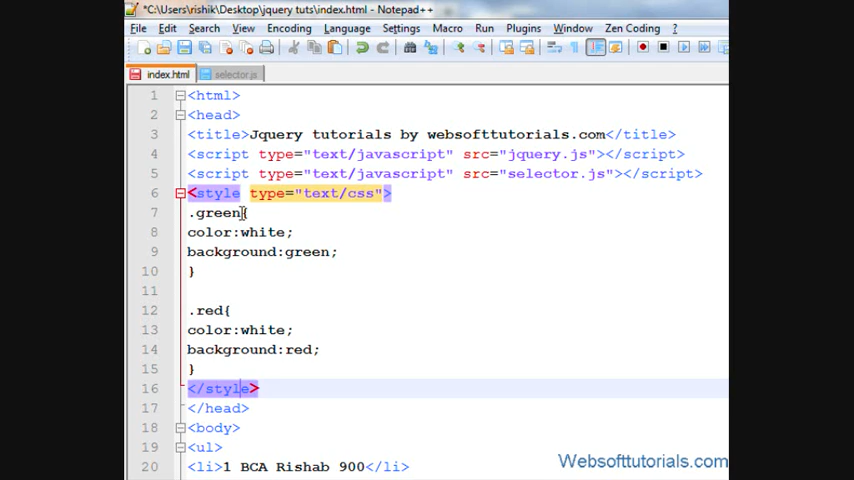 *C:\Users\rishik\Desktop\jquery tuts\index.html - Notepad++
File Edit Search View Encoding Language Settings Macro Run Plugins Window Zen Coding ?
index.html selector.js
1 <html>
2 <head>
3 <title>Jquery tutorials by websofttutorials.com</title>
4 <script type="text/javascript" src="jquery.js"></script>
5 <script type="text/javascript" src="selector.js"></script>
6 <style type="text/css">
7 .green{
8 color:white;
9 background:green;
10 }
11
12 .red{
13 color:white;
14 background:red;
15 }
16 </style>
17 </head>
18 <body>
19 <ul>
20 <li>1 BCA Rishab 900</li>
Websofttutorials.com